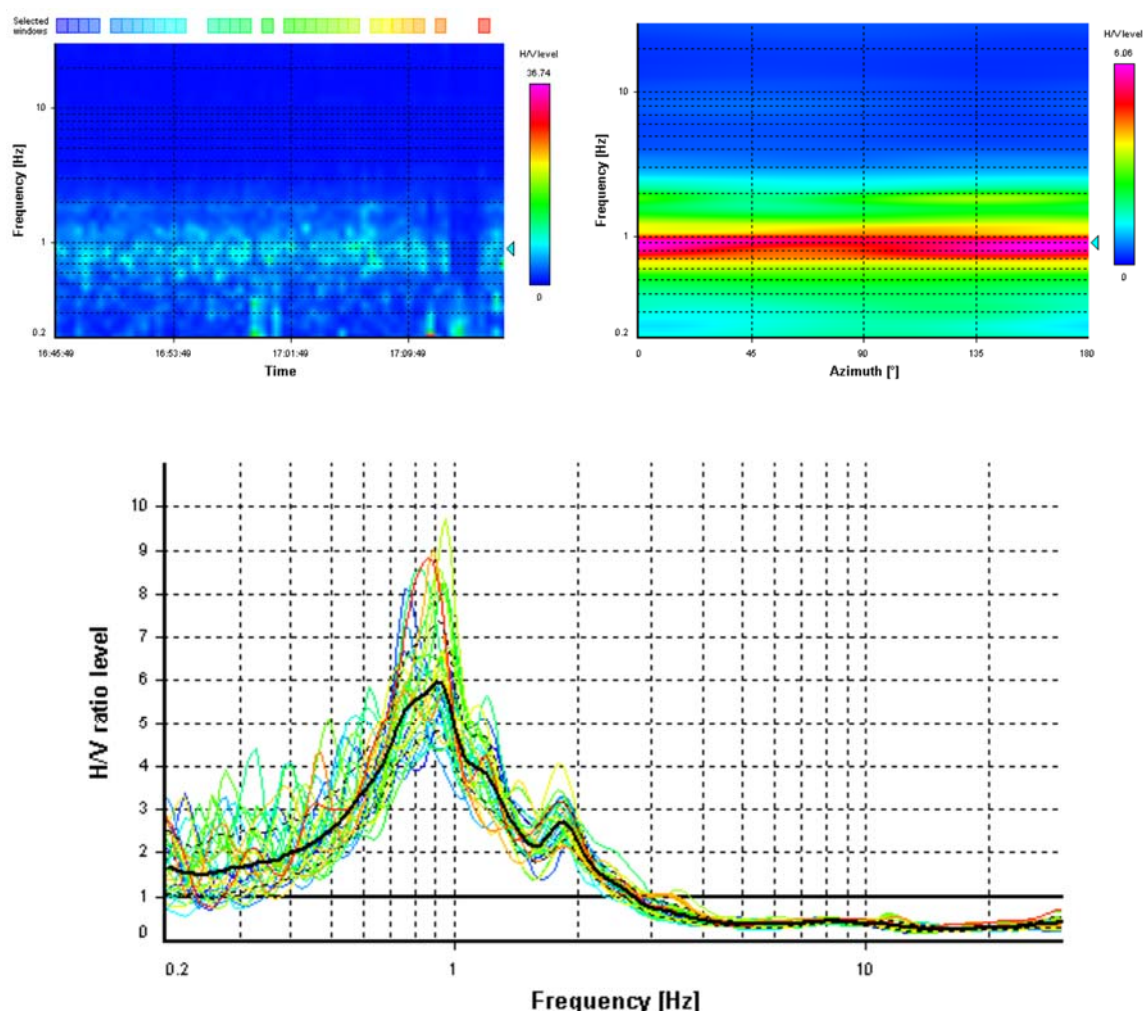 Selected
windows
H/V level
36.74
10
1
0.2
Frequency [Hz]
0
16:45:49 16:53:49 17:01:49 17:09:49
Time
H/V level
6.06
10
1
0.2
Frequency [Hz]
0
0 45 90 135 180
Azimuth [°]
10
9
8
7
6
5
4
3
2
1
0
H/V ratio level
0.2 1 10
Frequency [Hz]